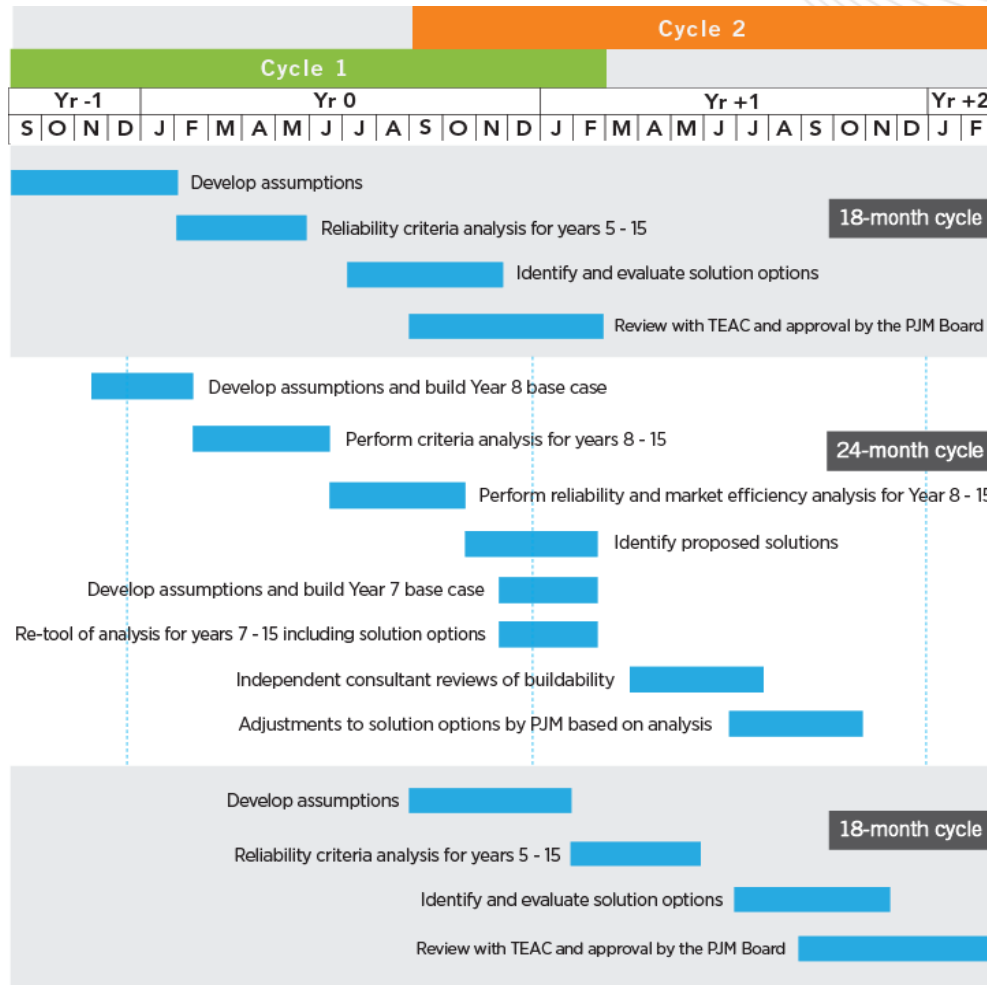 Cycle 2
Cycle 1
Yr -1 Yr 0 Yr +1 Yr +2
S O N D J F M A M J J A S O N D J F M A M J J A S O N D J F
Develop assumptions
18-month cycle
Reliability criteria analysis for years 5 - 15
Identify and evaluate solution options
Review with TEAC and approval by the PJM Board
Develop assumptions and build Year 8 base case
Perform criteria analysis for years 8 - 15
24-month cycle
Perform reliability and market efficiency analysis for Year 8 - 15
Identify proposed solutions
Develop assumptions and build Year 7 base case
Re-tool of analysis for years 7 - 15 including solution options
Independent consultant reviews of buildability
Adjustments to solution options by PJM based on analysis
Develop assumptions
18-month cycle
Reliability criteria analysis for years 5 - 15
Identify and evaluate solution options
Review with TEAC and approval by the PJM Board